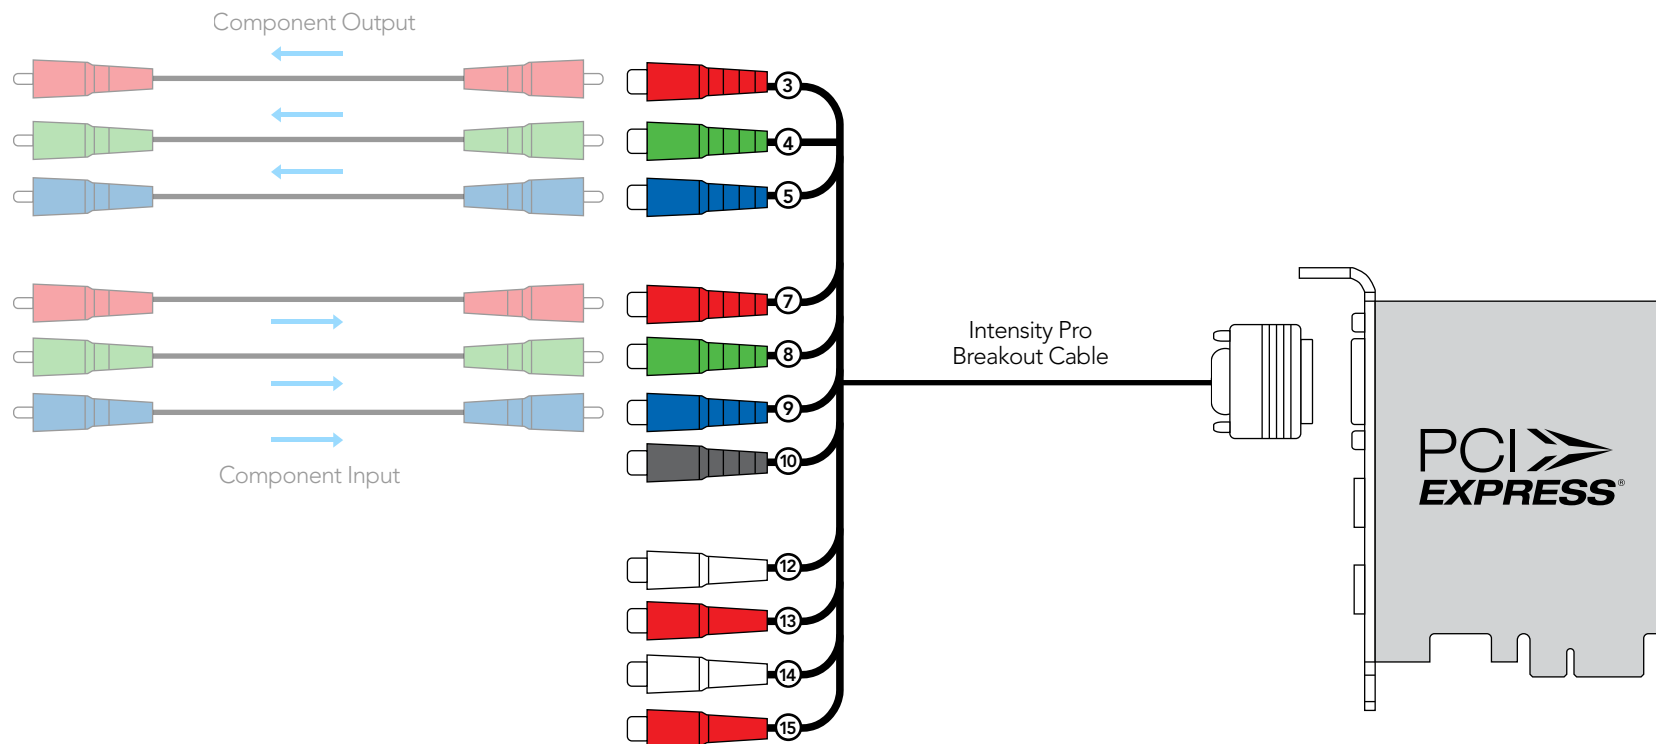 Component Output
3
4
5
7
8
9
10
Component Input
12
13
14
15
Intensity Pro
Breakout Cable
PCI
EXPRESS®